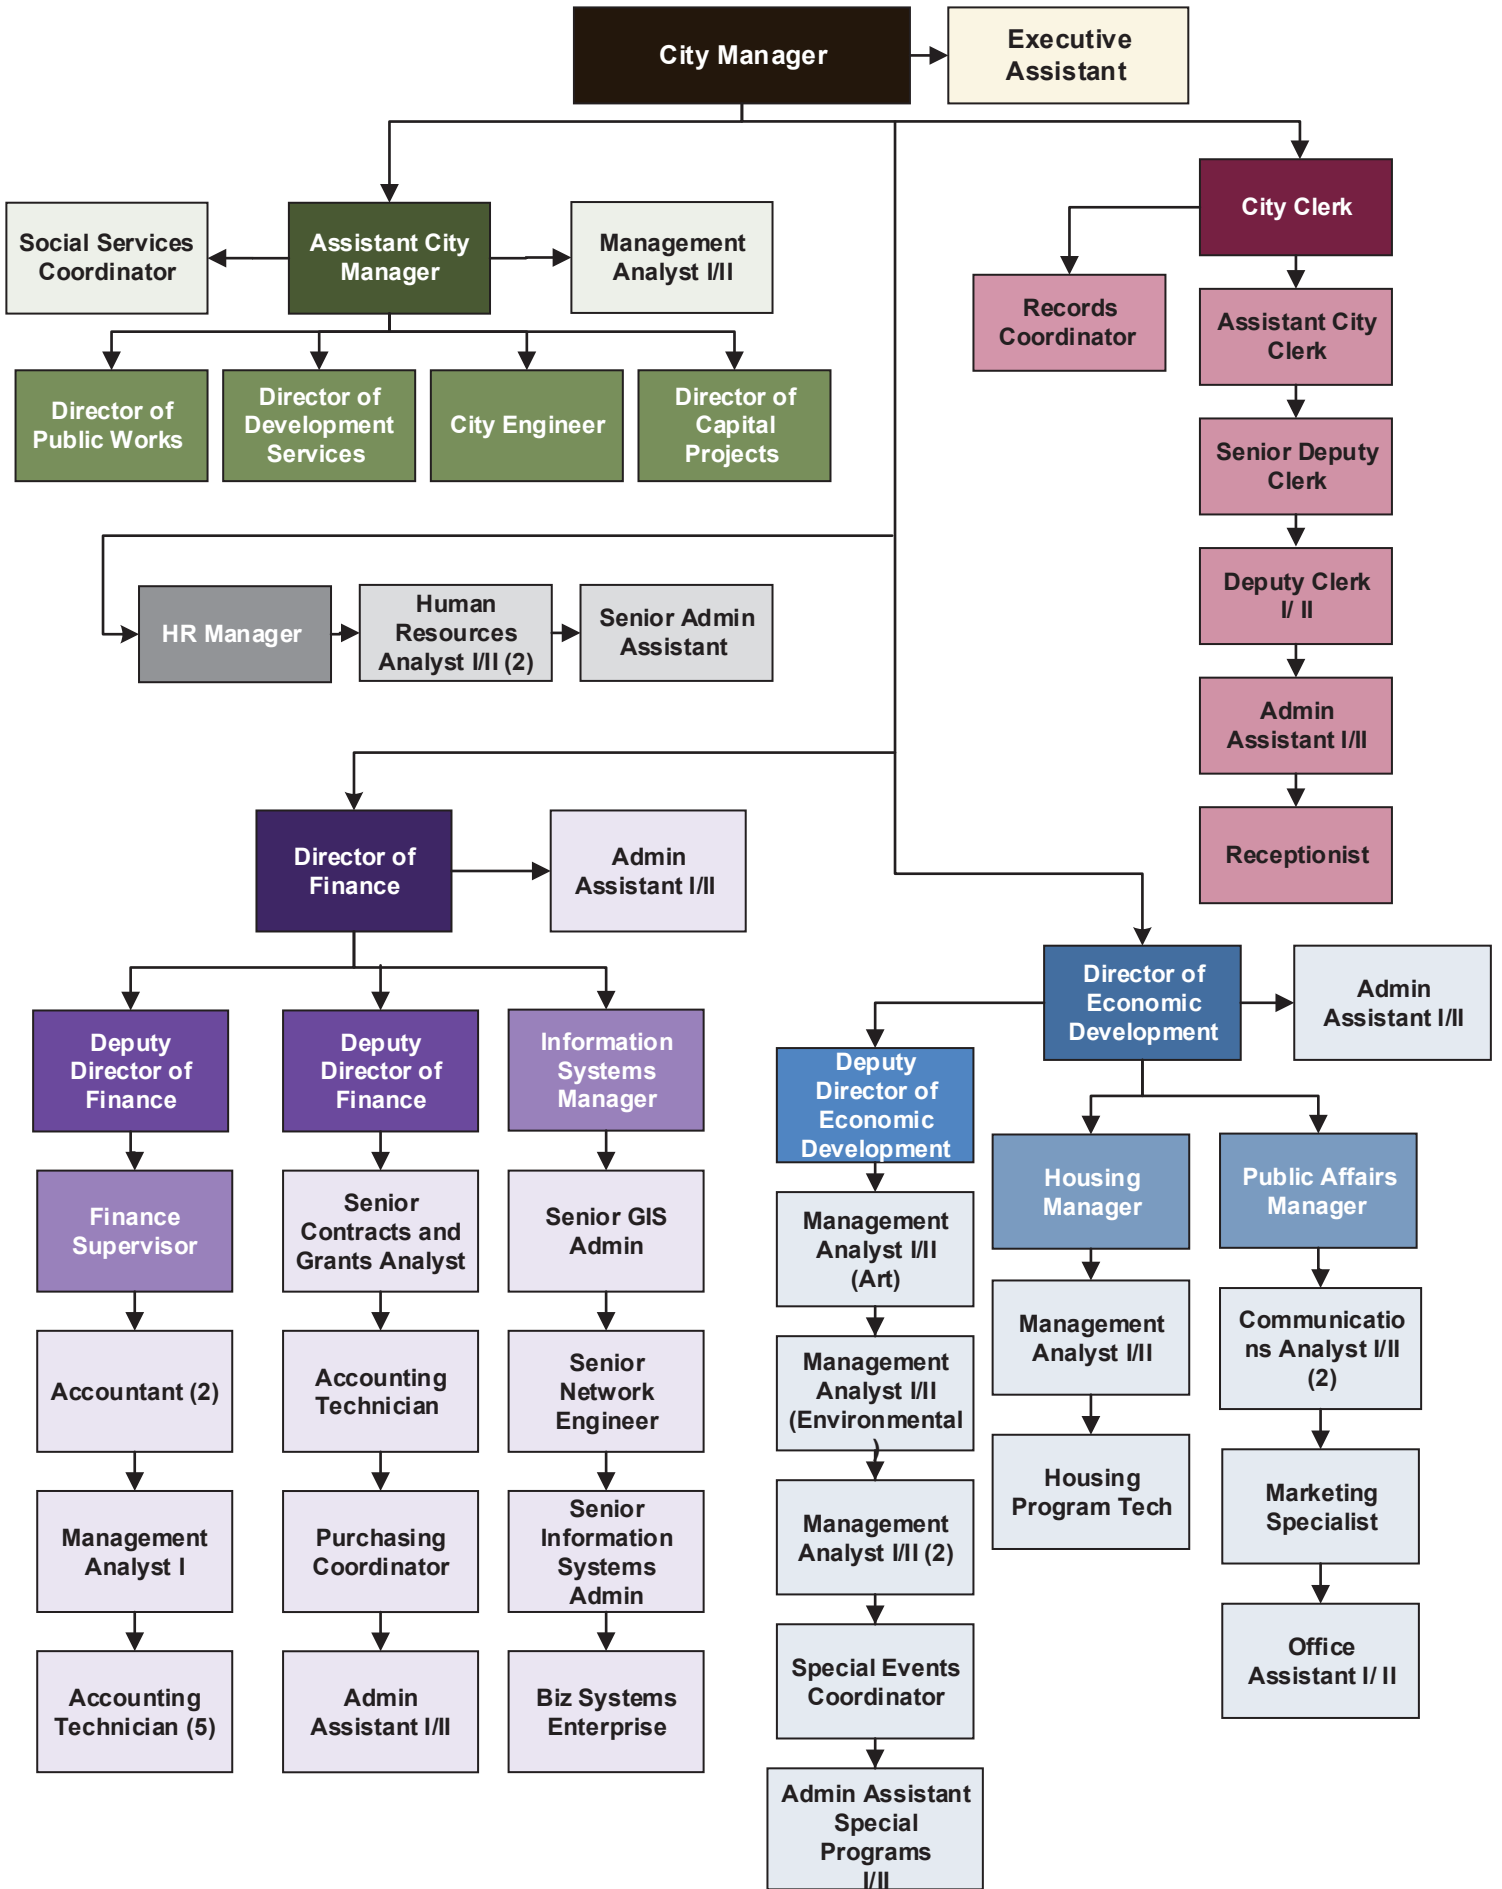 City Manager
Executive
Assistant
City Clerk
Social Services
Coordinator
Assistant City
Manager
Management
Analyst I/II
Records
Coordinator
Assistant City
Clerk
Director of
Public Works
Director of
Development
Services
City Engineer
Director of
Capital
Projects
Senior Deputy
Clerk
Deputy Clerk
I/ II
HR Manager
Human
Resources
Analyst I/II (2)
Senior Admin
Assistant
Admin
Assistant I/II
Receptionist
Director of
Finance
Admin
Assistant I/II
Director of
Economic
Development
Admin
Assistant I/II
Deputy
Director of
Finance
Deputy
Director of
Finance
Information
Systems
Manager
Deputy
Director of
Economic
Development
Housing
Manager
Public Affairs
Manager
Finance
Supervisor
Senior
Contracts and
Grants Analyst
Senior GIS
Admin
Management
Analyst I/II
(Art)
Management
Analyst I/II
Communicatio
ns Analyst I/II
(2)
Accountant (2)
Accounting
Technician
Senior
Network
Engineer
Management
Analyst I/II
(Environmental
)
Housing
Program Tech
Marketing
Specialist
Management
Analyst I
Purchasing
Coordinator
Senior
Information
Systems
Admin
Management
Analyst I/II (2)
Office
Assistant I/ II
Accounting
Technician (5)
Admin
Assistant I/II
Biz Systems
Enterprise
Special Events
Coordinator
Admin Assistant
Special
Programs
I/II